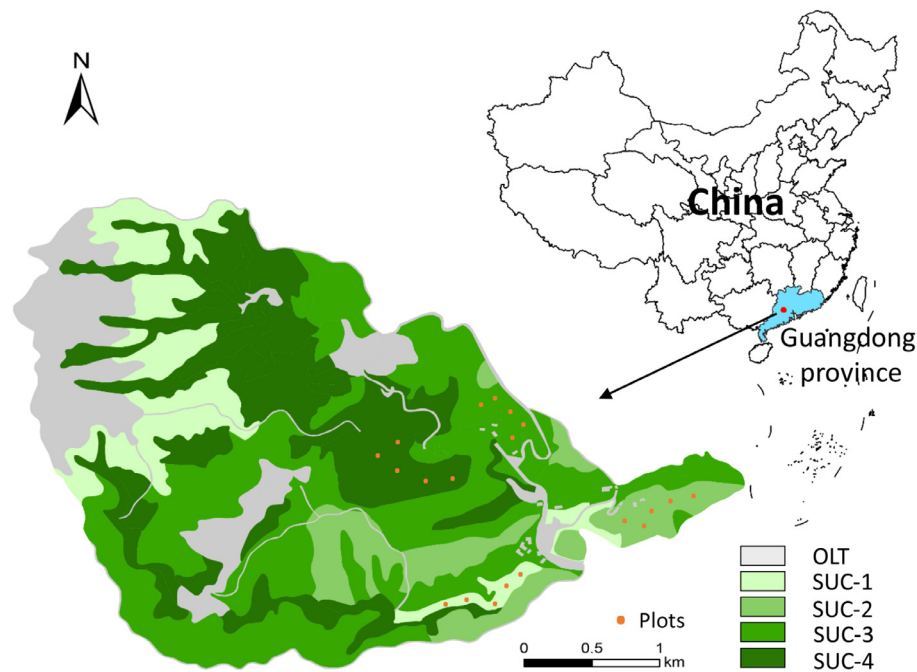 N
China
Guangdong
province
OLT
SUC-1
SUC-2
SUC-3
SUC-4
Plots
0 0.5 1
km